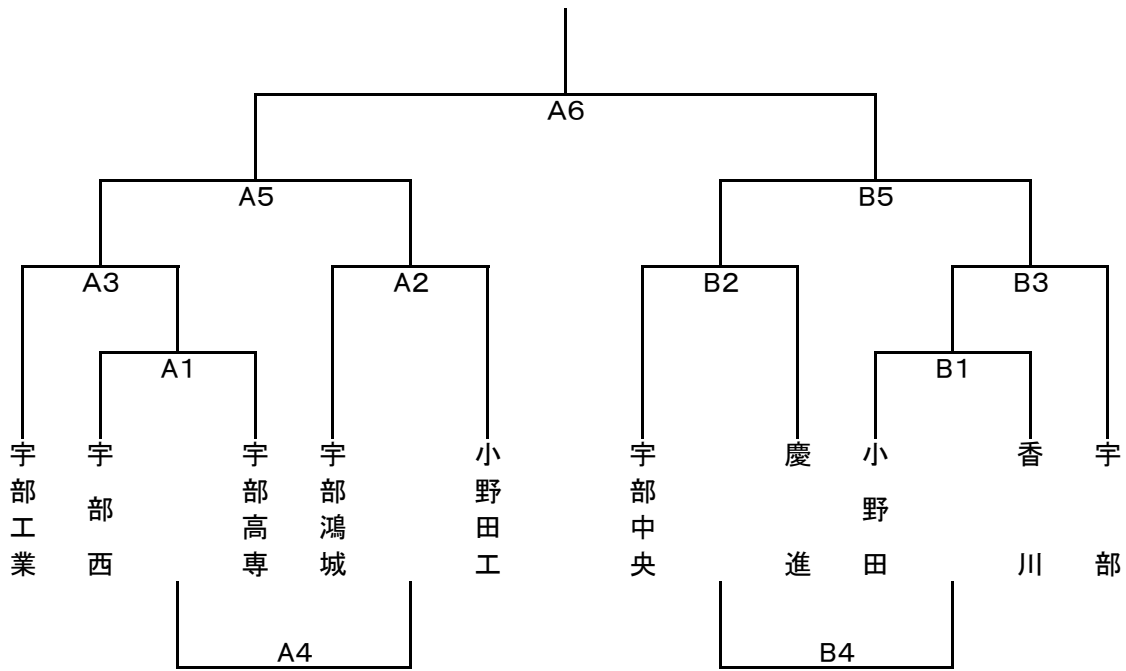 A6
A5
B5
A3
A2
B2
B3
A1
B1
宇部工業
宇部西
宇部高専
宇部鴻城
小野田工
宇部中央
慶進
小野田
香川
宇部
A4
B4